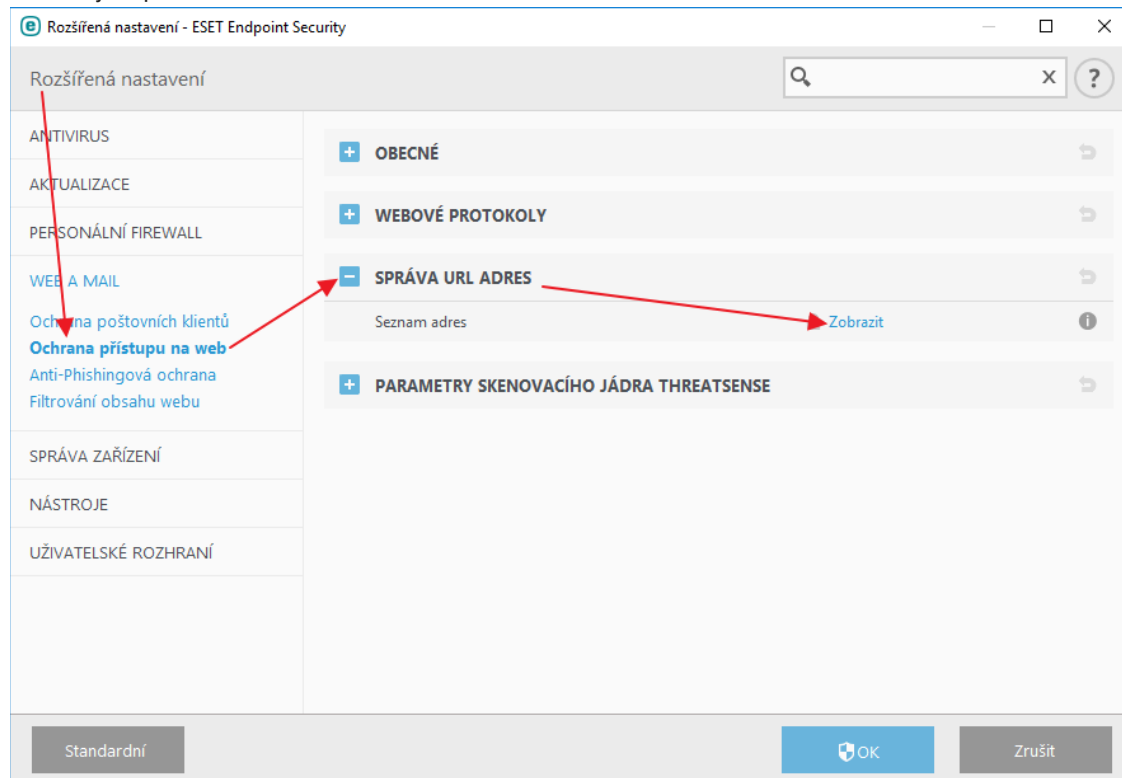 Rozšířená nastavení - ESET Endpoint Security
Rozšířená nastavení
x
?
ANTIVIRUS
AKTUALIZACE
PERSONÁLNÍ FIREWALL
WEB A MAIL
Ochrana poštovních klientů
Ochrana přístupu na web
Anti-Phishingová ochrana
Filtrování obsahu webu
SPRÁVA ZAŘÍZENÍ
NÁSTROJE
UŽIVATELSKÉ ROZHRANÍ
OBECNÉ
WEBOVÉ PROTOKOLY
SPRÁVA URL ADRES
Seznam adres Zobrazit
PARAMETRY SKENOVACÍHO JÁDRA THREATSENSE
Standardní
OK
Zrušit